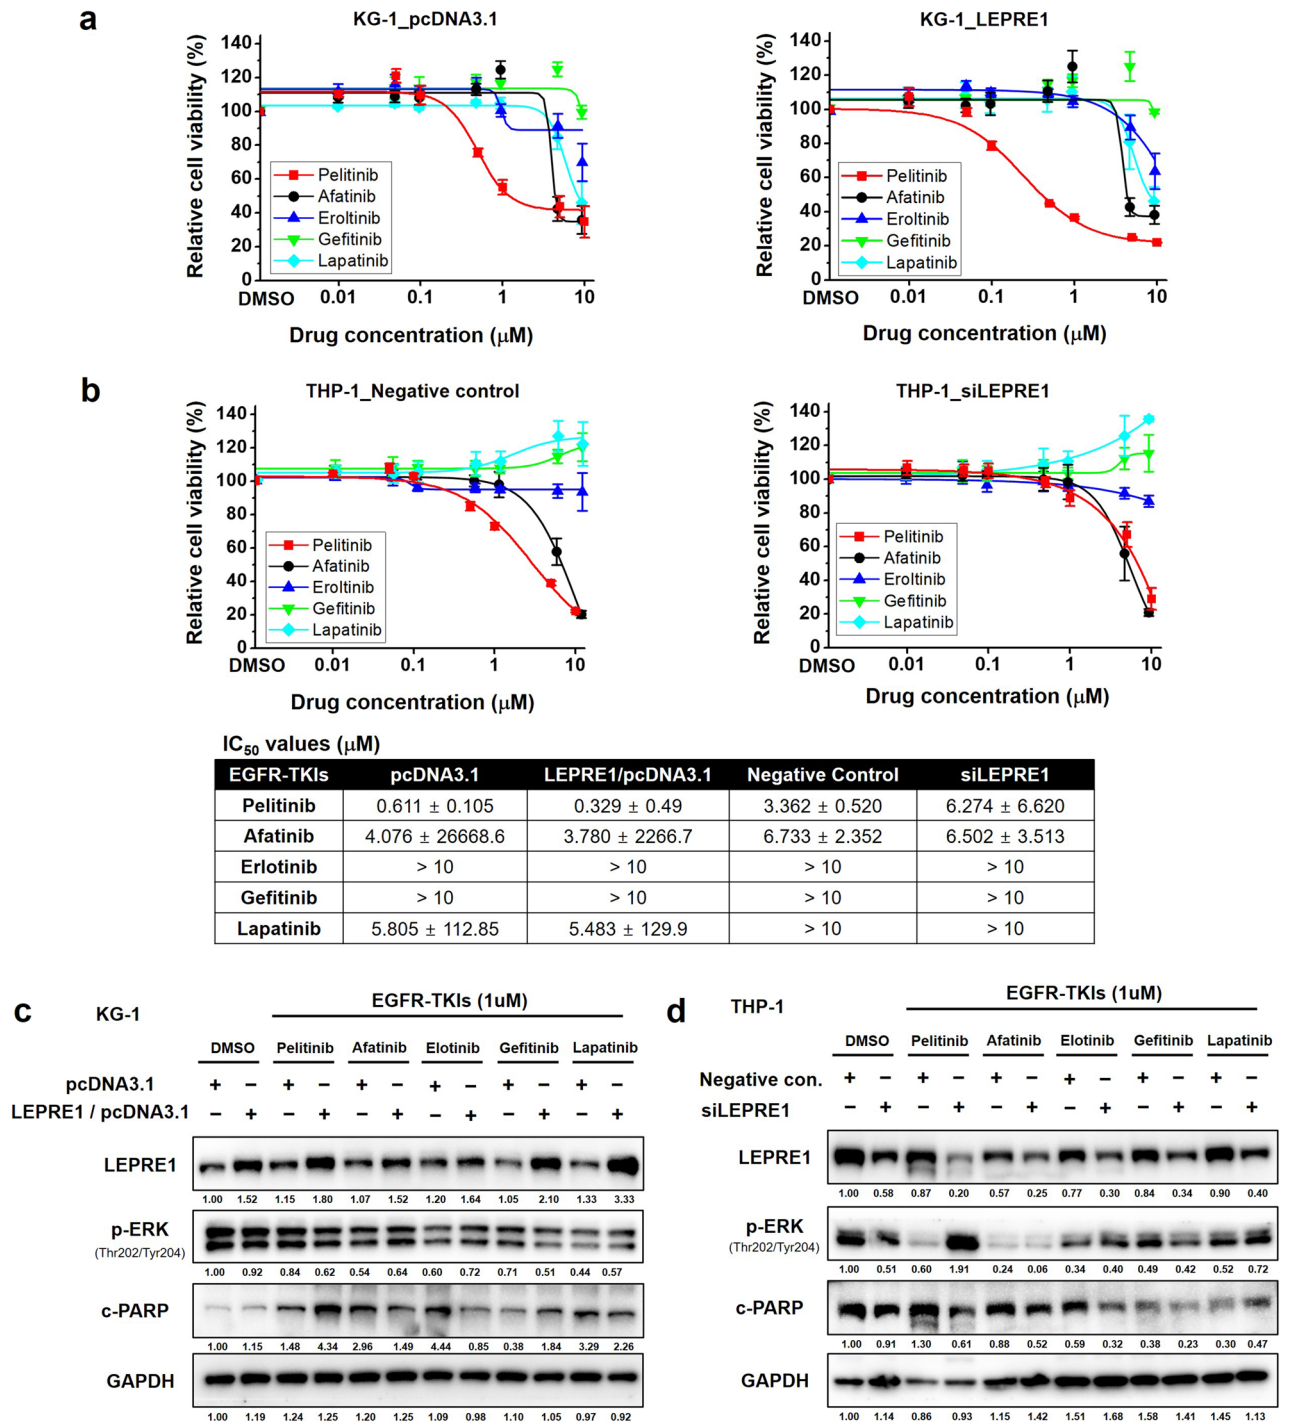 a
KG-1_pcDNA3.1
KG-1_LEPRE1
Relative cell viability (%)
140
120
100
80
60
40
20
0
Pelitinib
Afatinib
Eroltinib
Gefitinib
Lapatinib
DMSO 0.01 0.1 1 10
Drug concentration (μM)
Relative cell viability (%)
140
120
100
80
60
40
20
0
Pelitinib
Afatinib
Eroltinib
Gefitinib
Lapatinib
DMSO 0.01 0.1 1 10
Drug concentration (μM)
b
THP-1_Negative control
THP-1_siLEPRE1
Relative cell viability (%)
140
120
100
80
60
40
20
0
Pelitinib
Afatinib
Eroltinib
Gefitinib
Lapatinib
DMSO 0.01 0.1 1 10
Drug concentration (μM)
Relative cell viability (%)
140
120
100
80
60
40
20
0
Pelitinib
Afatinib
Eroltinib
Gefitinib
Lapatinib
DMSO 0.01 0.1 1 10
Drug concentration (μM)
IC50 values (μM)
EGFR-TKIs pcDNA3.1 LEPRE1/pcDNA3.1 Negative Control siLEPRE1
Pelitinib 0.611 ± 0.105 0.329 ± 0.49 3.362 ± 0.520 6.274 ± 6.620
Afatinib 4.076 ± 26668.6 3.780 ± 2266.7 6.733 ± 2.352 6.502 ± 3.513
Erlotinib > 10 > 10 > 10 > 10
Gefitinib > 10 > 10 > 10 > 10
Lapatinib 5.805 ± 112.85 5.483 ± 129.9 > 10 > 10
c
KG-1
EGFR-TKIs (1uM)
DMSO Pelitinib Afatinib Elotinib Gefitinib Lapatinib
pcDNA3.1 + − + − + − + − + − + −
LEPRE1 / pcDNA3.1 − + − + − + − + − + − +
LEPRE1
1.00 1.52 1.15 1.80 1.07 1.52 1.20 1.64 1.05 2.10 1.33 3.33
p-ERK
(Thr202/Tyr204)
1.00 0.92 0.84 0.62 0.54 0.64 0.60 0.72 0.71 0.51 0.44 0.57
c-PARP
1.00 1.15 1.48 4.34 2.96 1.49 4.44 0.85 0.38 1.84 3.29 2.26
GAPDH
1.00 1.19 1.24 1.25 1.20 1.25 1.09 0.98 1.10 1.05 0.97 0.92
d
THP-1
EGFR-TKIs (1uM)
DMSO Pelitinib Afatinib Elotinib Gefitinib Lapatinib
Negative con. + − + − + − + − + − + −
siLEPRE1 − + − + − + − + − + − +
LEPRE1
1.00 0.58 0.87 0.20 0.57 0.25 0.77 0.30 0.84 0.34 0.90 0.40
p-ERK
(Thr202/Tyr204)
1.00 0.51 0.60 1.91 0.24 0.06 0.34 0.40 0.49 0.42 0.52 0.72
c-PARP
1.00 0.91 1.30 0.61 0.88 0.52 0.59 0.32 0.38 0.23 0.30 0.47
GAPDH
1.00 1.14 0.86 0.93 1.15 1.42 1.51 1.68 1.58 1.41 1.45 1.13